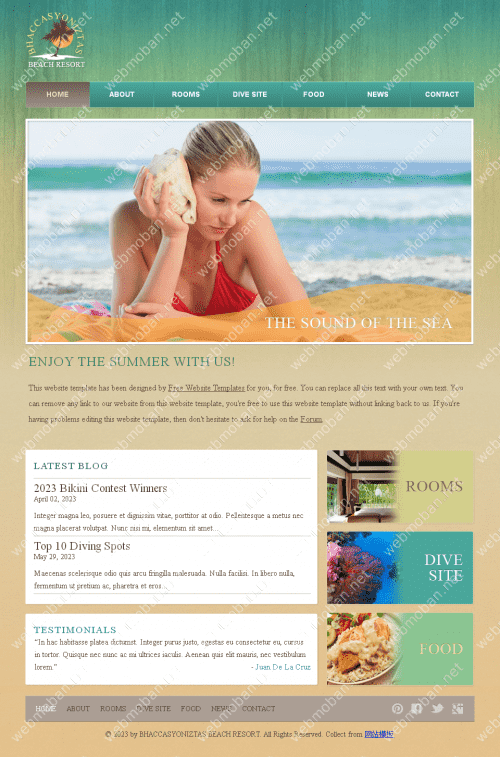 BHACCASYONIZTAS
BEACH RESORT
HOME ABOUT ROOMS DIVE SITE FOOD NEWS CONTACT
THE SOUND OF THE SEA
ENJOY THE SUMMER WITH US!
This website template has been designed by Free Website Templates for you, for free. You can replace all this text with your own text. You
can remove any link to our website from this website template, you're free to use this website template without linking back to us. If you're
having problems editing this website template, then don't hesitate to ask for help on the Forum.
LATEST BLOG
2023 Bikini Contest Winners
April 02, 2023
Integer magna leo, posuere et dignissim vitae, porttitor at odio. Pellentesque a metus nec
magna placerat volutpat. Nunc nisi mi, elementum sit amet...
Top 10 Diving Spots
May 29, 2023
Maecenas scelerisque odio quis arcu fringilla malesuada. Nulla facilisi. In libero nulla,
fermentum ut pretium ac, pharetra et eros...
ROOMS
DIVE
SITE
FOOD
TESTIMONIALS
"In hac habitasse platea dictumst. Integer purus justo, egestas eu consectetur eu, cursus
in tortor. Quisque nec nunc ac mi ultrices iaculis. Aenean quis elit mauris, nec vestibulum
lorem."
- Juan De La Cruz
HOME ABOUT ROOMS DIVE SITE FOOD NEWS CONTACT
© 2023 by BHACCASYONIZTAS BEACH RESORT. All Rights Reserved. Collect from 网站模板
webmoban.net